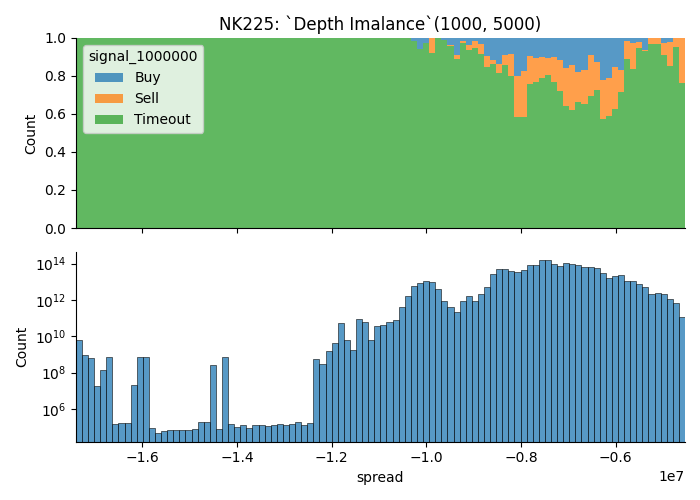 NK225: `Depth Imalance`(1000, 5000)
1.0
0.8
0.6
0.4
0.2
0.0
Count
signal_1000000
Buy
Sell
Timeout
10^14
10^12
10^10
10^8
10^6
Count
−1.6
−1.4
−1.2
−1.0
−0.8
−0.6
1e7
spread